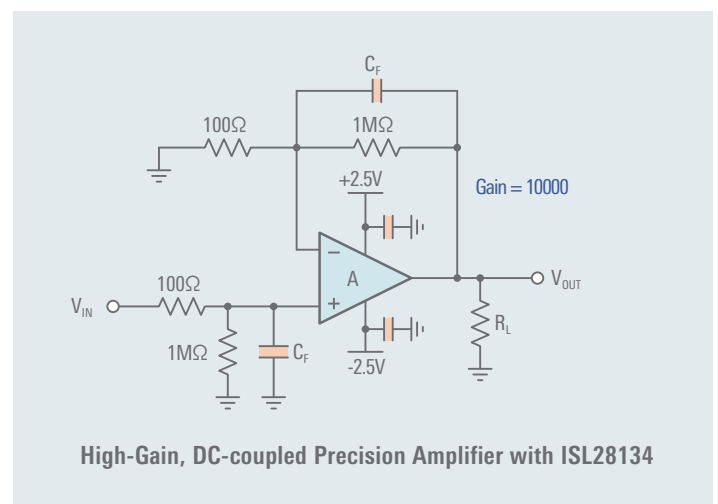 C_F
100Ω
1MΩ
+2.5V
Gain = 10000
−
A
100Ω
V_IN
+
V_OUT
1MΩ
C_F
R_L
-2.5V
High-Gain, DC-coupled Precision Amplifier with ISL28134